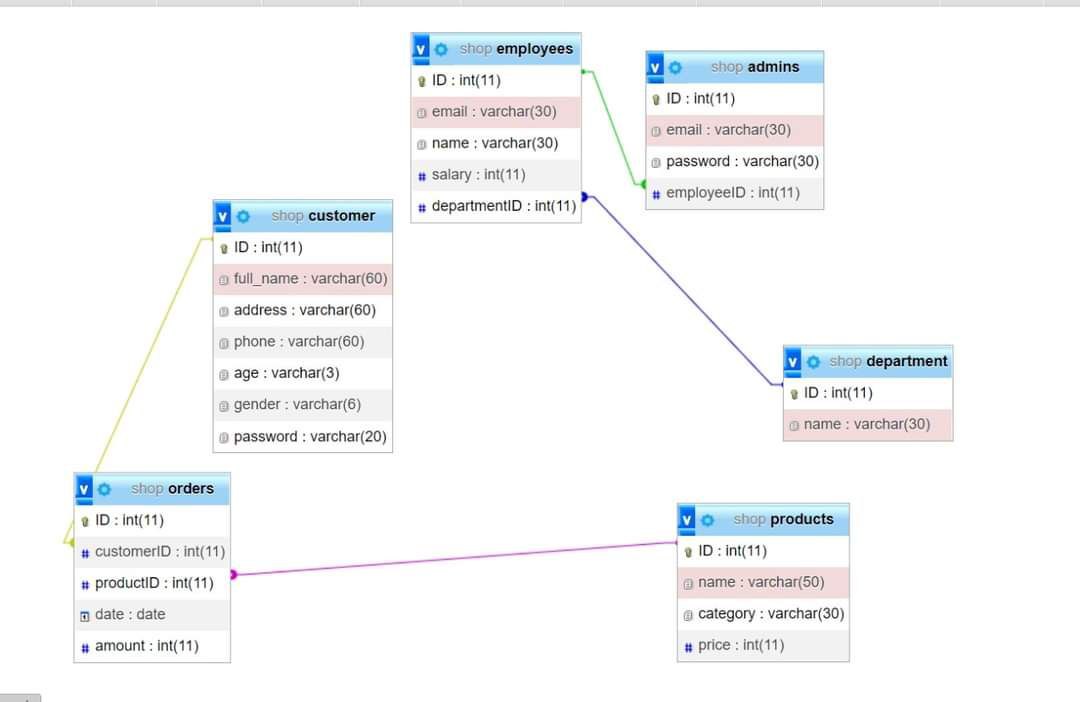 shop employees
ID : int(11)
email : varchar(30)
name : varchar(30)
salary : int(11)
departmentID : int(11)
shop admins
ID : int(11)
email : varchar(30)
password : varchar(30)
employeeID : int(11)
shop customer
ID : int(11)
full_name : varchar(60)
address : varchar(60)
phone : varchar(60)
age : varchar(3)
gender : varchar(6)
password : varchar(20)
shop department
ID : int(11)
name : varchar(30)
shop orders
ID : int(11)
customerID : int(11)
productID : int(11)
date : date
amount : int(11)
shop products
ID : int(11)
name : varchar(50)
category : varchar(30)
price : int(11)